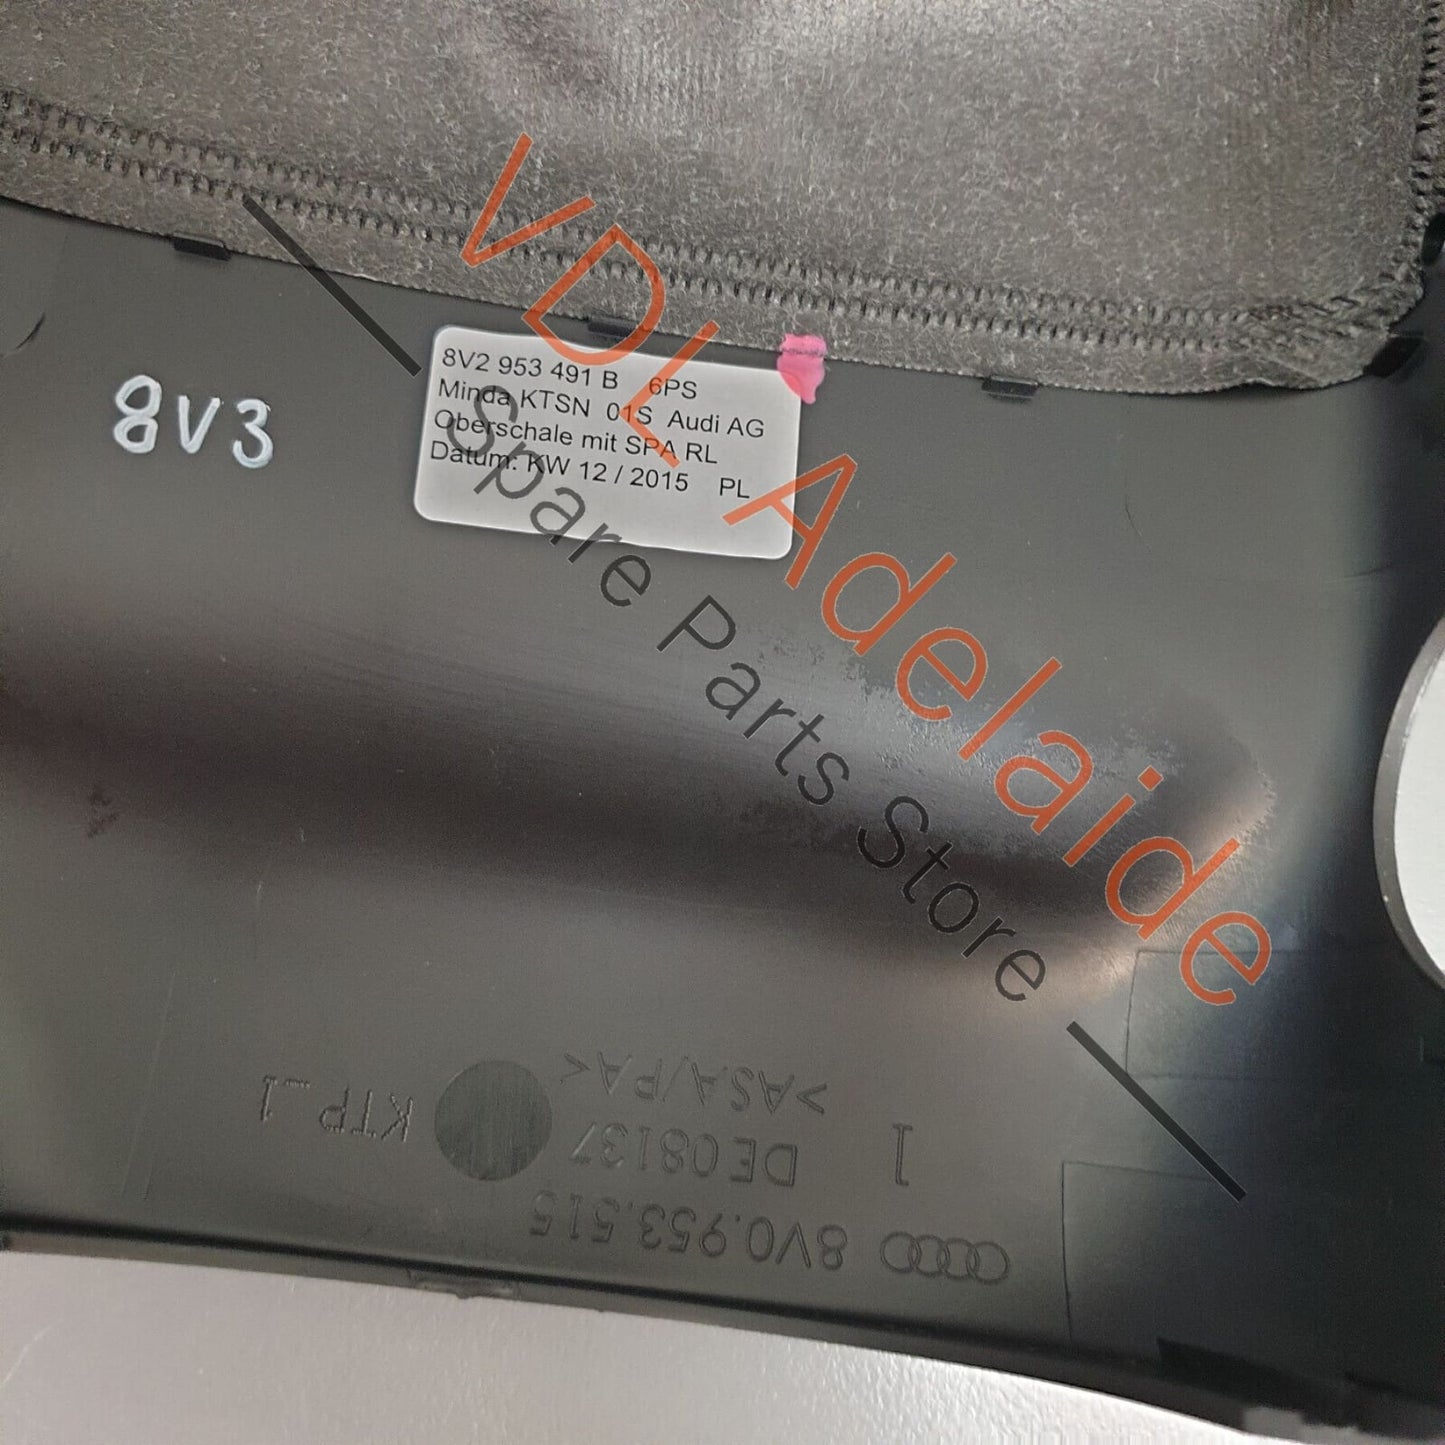 8V2 953 491 B 6PS
Minda KTSN 01S Audi AG
Oberschale mit SPA RL
Datum: KW 12 / 2015 PL
8V3
VDL Adelaide
Spare Parts Store
8V0.953.515
1 DE08137 KTP_1
>ASA/PA<